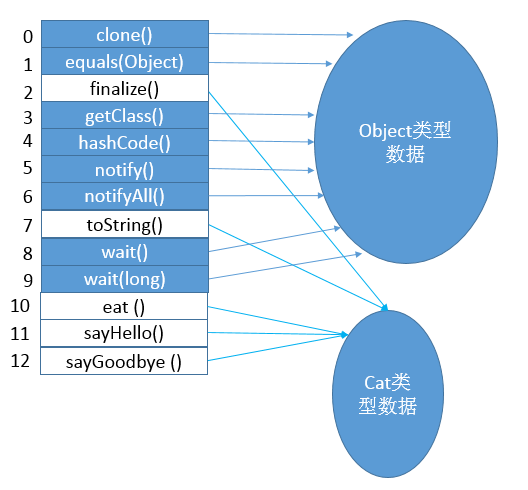 0 clone()
1 equals(Object)
2 finalize()
3 getClass()
4 hashCode()
5 notify()
6 notifyAll()
7 toString()
8 wait()
9 wait(long)
10 eat ()
11 sayHello()
12 sayGoodbye ()
Object类型
数据
Cat类
型数据